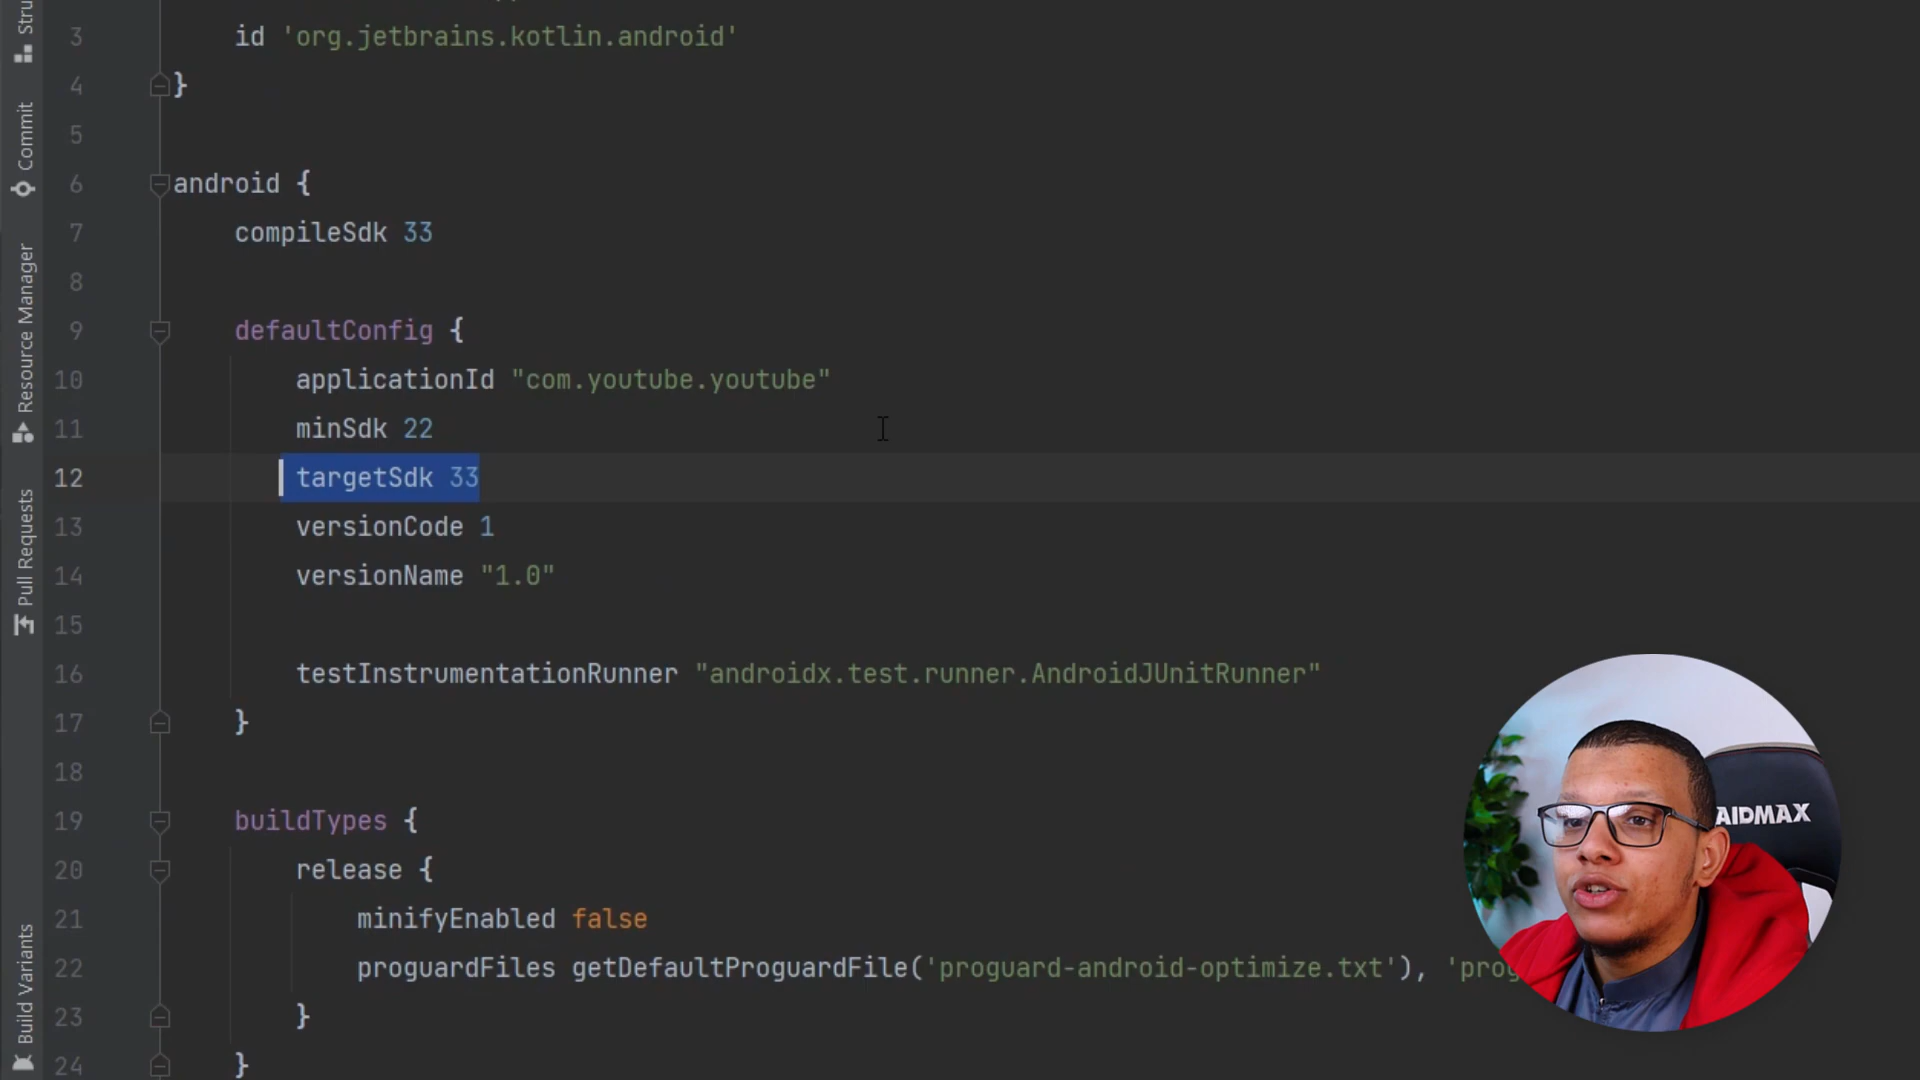 Stru
Commit
Resource Manager
Pull Requests
Build Variants
3 id 'org.jetbrains.kotlin.android'
4 }
5
6 android {
7 compileSdk 33
8
9 defaultConfig {
10 applicationId "com.youtube.youtube"
11 minSdk 22
12 targetSdk 33
13 versionCode 1
14 versionName "1.0"
15
16 testInstrumentationRunner "androidx.test.runner.AndroidJUnitRunner"
17 }
18
19 buildTypes {
20 release {
21 minifyEnabled false
22 proguardFiles getDefaultProguardFile('proguard-android-optimize.txt'), 'prog
23 }
24 }
AIDMAX